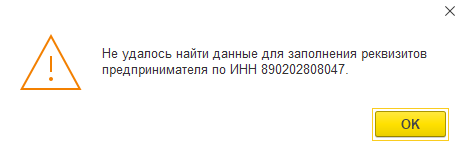 Не удалось найти данные для заполнения реквизитов
предпринимателя по ИНН 890202808047.
OK